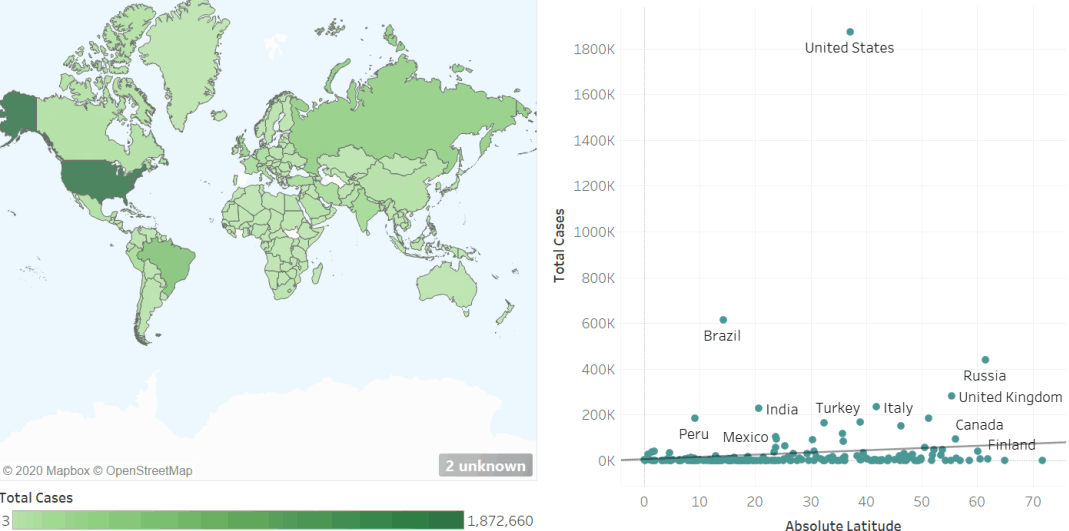 2 unknown
© 2020 Mapbox © OpenStreetMap
Total Cases
3
1,872,660
Total Cases
1800K
1600K
1400K
1200K
1000K
800K
600K
400K
200K
0K
United States
Brazil
Russia
United Kingdom
India
Turkey
Italy
Peru
Mexico
Canada
Finland
0
10
20
30
40
50
60
70
Absolute Latitude